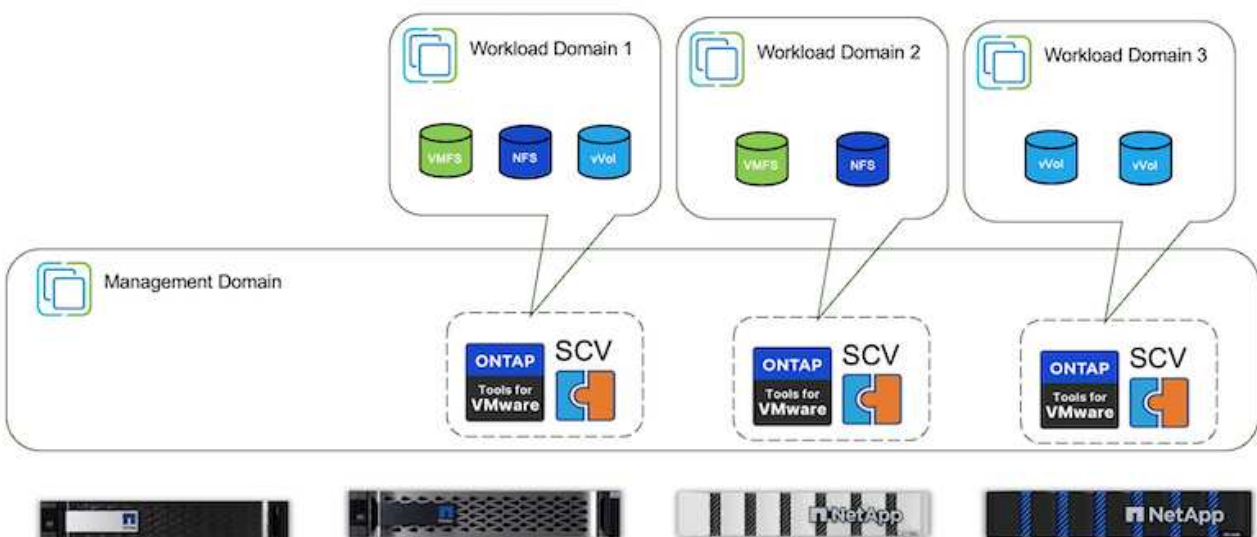 Workload Domain 1
Workload Domain 2
Workload Domain 3
VMFS
NFS
vVol
VMFS
NFS
vVol
vVol
Management Domain
ONTAP
Tools for
VMware
SCV
ONTAP
Tools for
VMware
SCV
ONTAP
Tools for
VMware
SCV
NetApp
NetApp